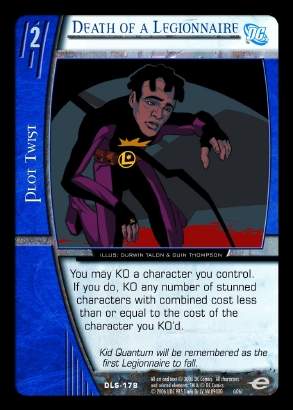 2
Death of a Legionnaire
DC
Plot Twist
L
Illus: Durwin Talon & Guin Thompson
You may KO a character you control.
If you do, KO any number of stunned
characters with combined cost less
than or equal to the cost of the
character you KO'd.
Kid Quantum will be remembered as the
first Legionnaire to fall.
DLS-178